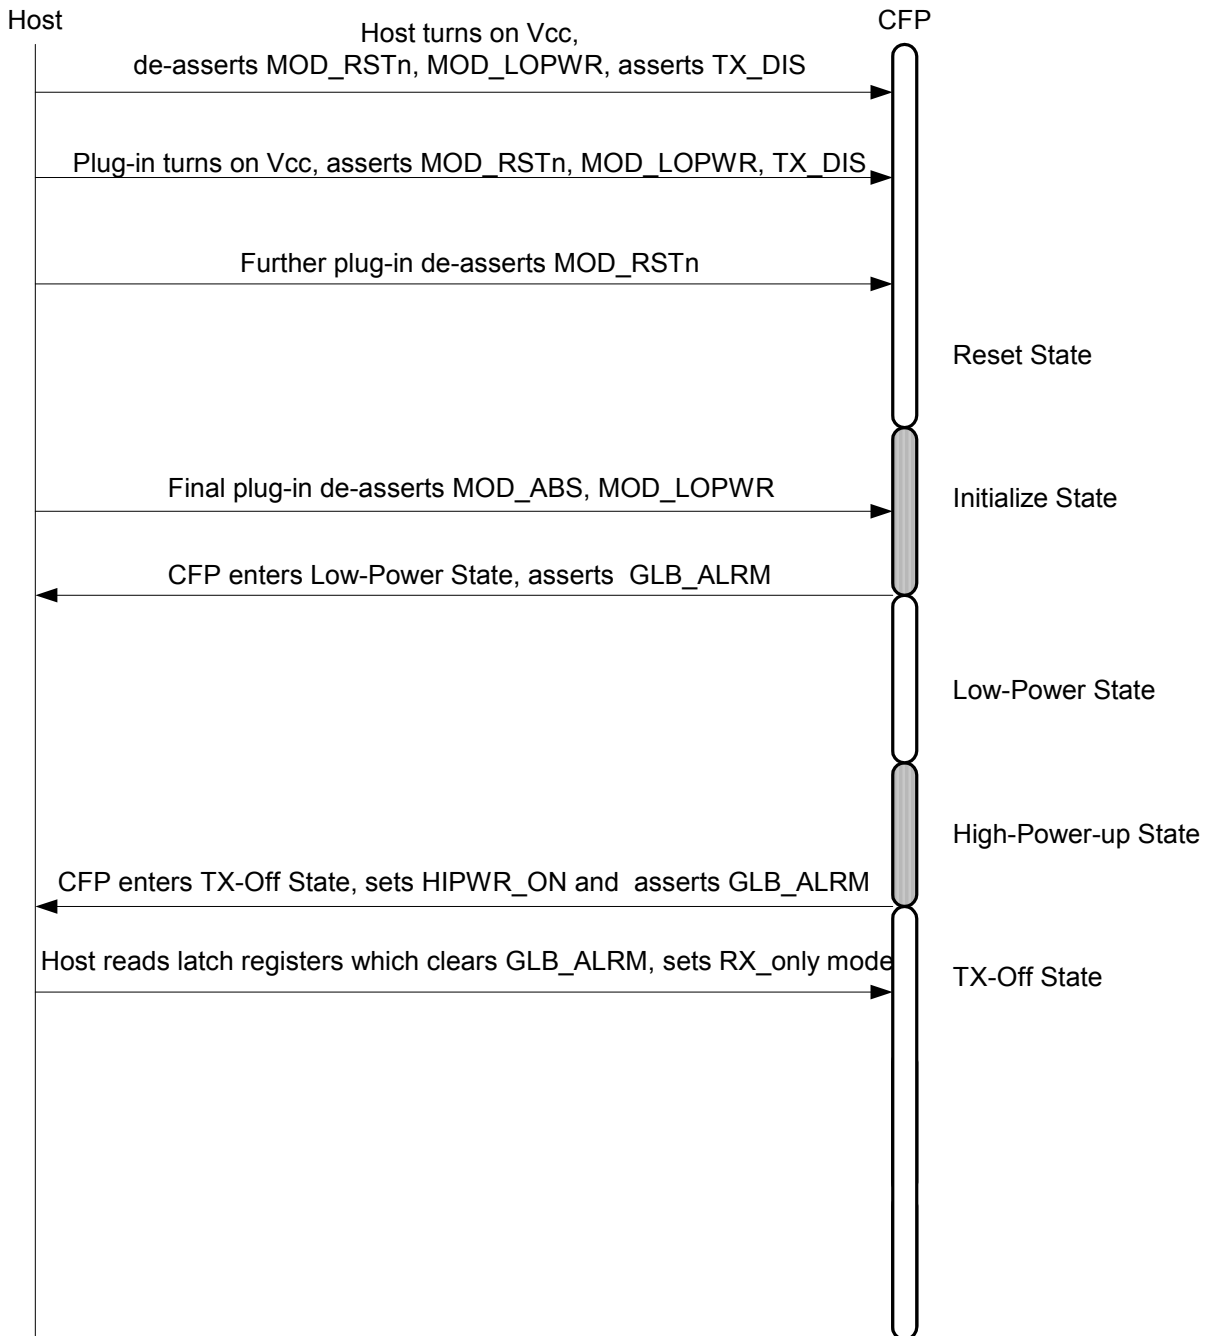 Host
CFP
Host turns on Vcc,
de-asserts MOD_RSTn, MOD_LOPWR, asserts TX_DIS
Plug-in turns on Vcc, asserts MOD_RSTn, MOD_LOPWR, TX_DIS
Further plug-in de-asserts MOD_RSTn
Reset State
Final plug-in de-asserts MOD_ABS, MOD_LOPWR
Initialize State
CFP enters Low-Power State, asserts GLB_ALRM
Low-Power State
High-Power-up State
CFP enters TX-Off State, sets HIPWR_ON and asserts GLB_ALRM
Host reads latch registers which clears GLB_ALRM, sets RX_only mode
TX-Off State